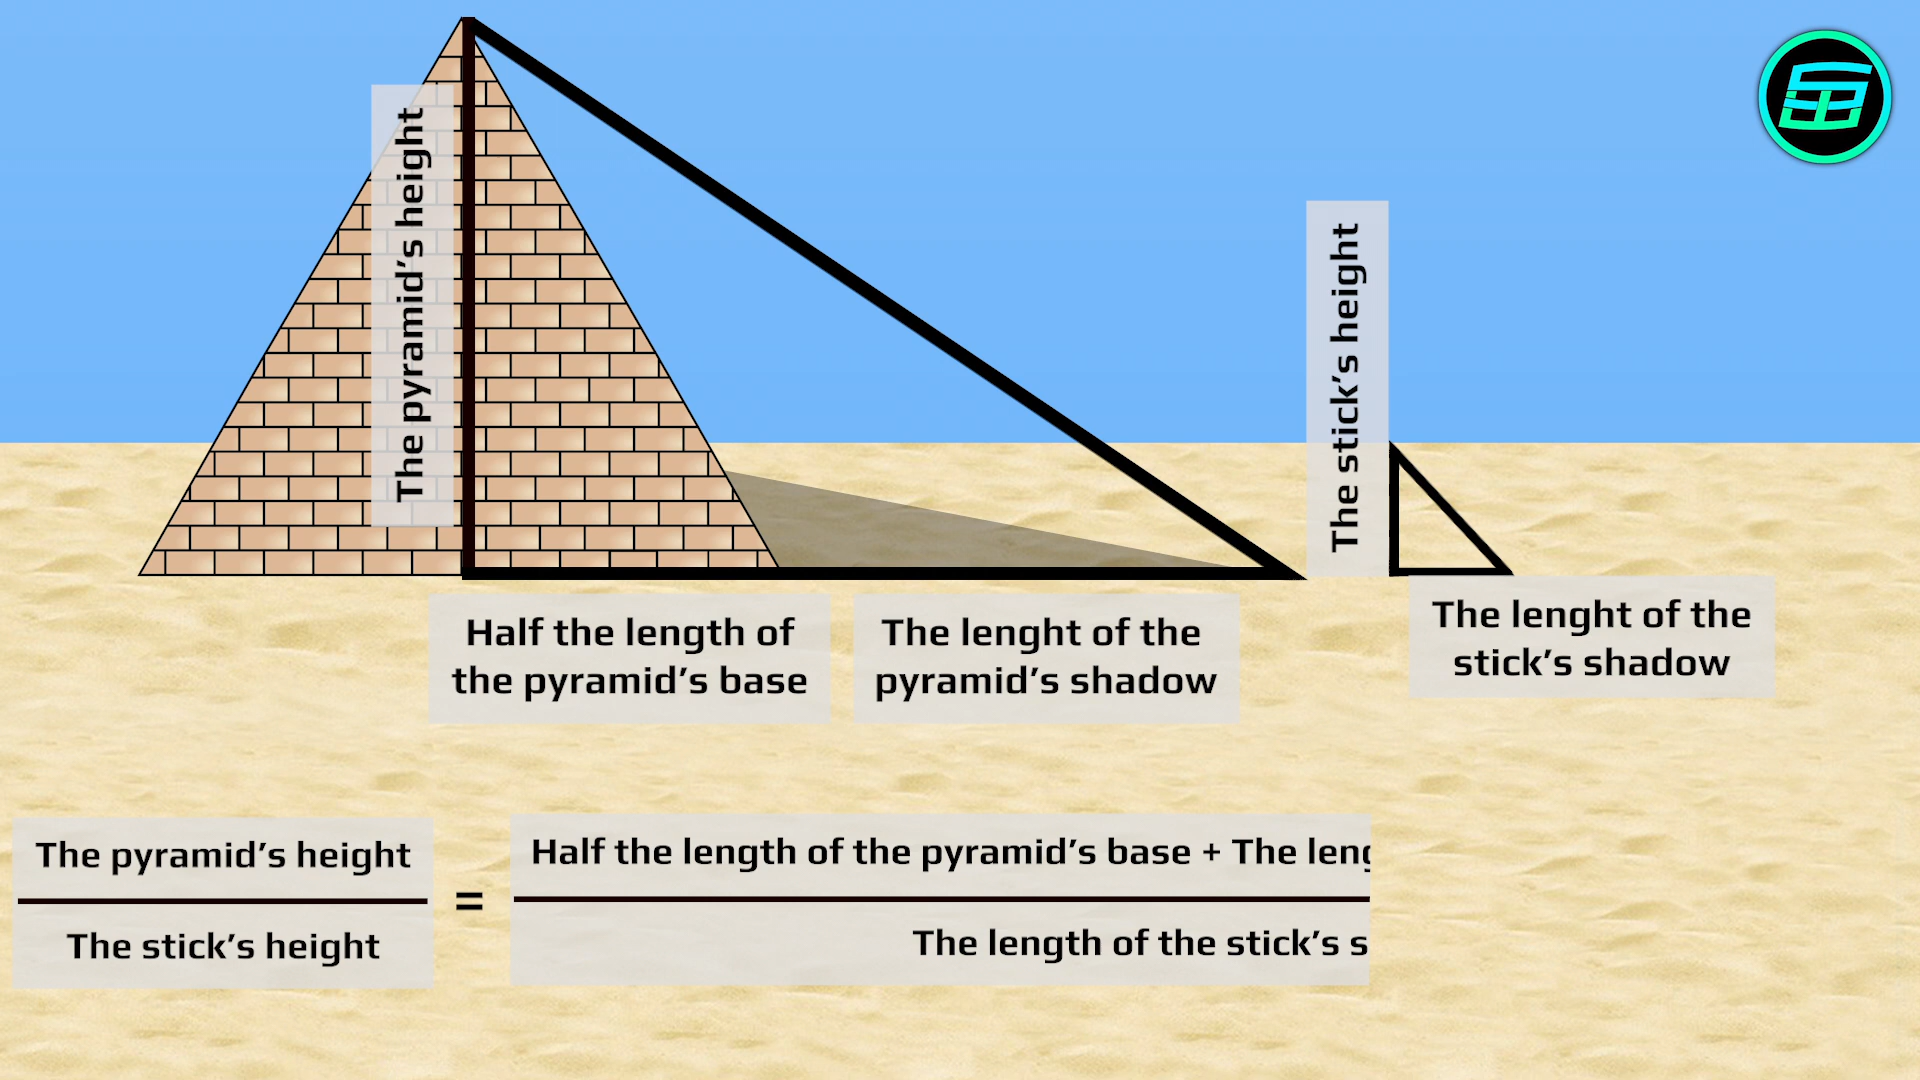 The pyramid's height
The stick's height
Half the length of
the pyramid's base
The lenght of the
pyramid's shadow
The lenght of the
stick's shadow
The pyramid's height
The stick's height
=
Half the length of the pyramid's base + The leng
The length of the stick's s